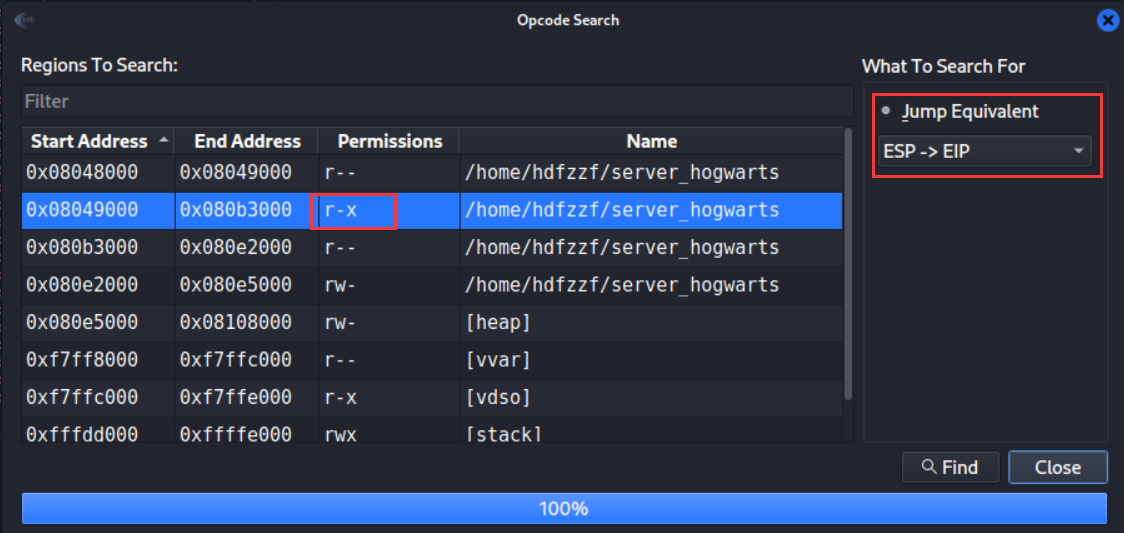 Opcode Search
Regions To Search:
What To Search For
Filter
Jump Equivalent
ESP -> EIP
Start Address End Address Permissions Name
0x08048000 0x08049000 r-- /home/hdfzzf/server_hogwarts
0x08049000 0x080b3000 r-x /home/hdfzzf/server_hogwarts
0x080b3000 0x080e2000 r-- /home/hdfzzf/server_hogwarts
0x080e2000 0x080e5000 rw- /home/hdfzzf/server_hogwarts
0x080e5000 0x08108000 rw- [heap]
0xf7ff8000 0xf7ffc000 r-- [vvar]
0xf7ffc000 0xf7ffe000 r-x [vdso]
0xfffdd000 0xffffe000 rwx [stack]
Find Close
100%